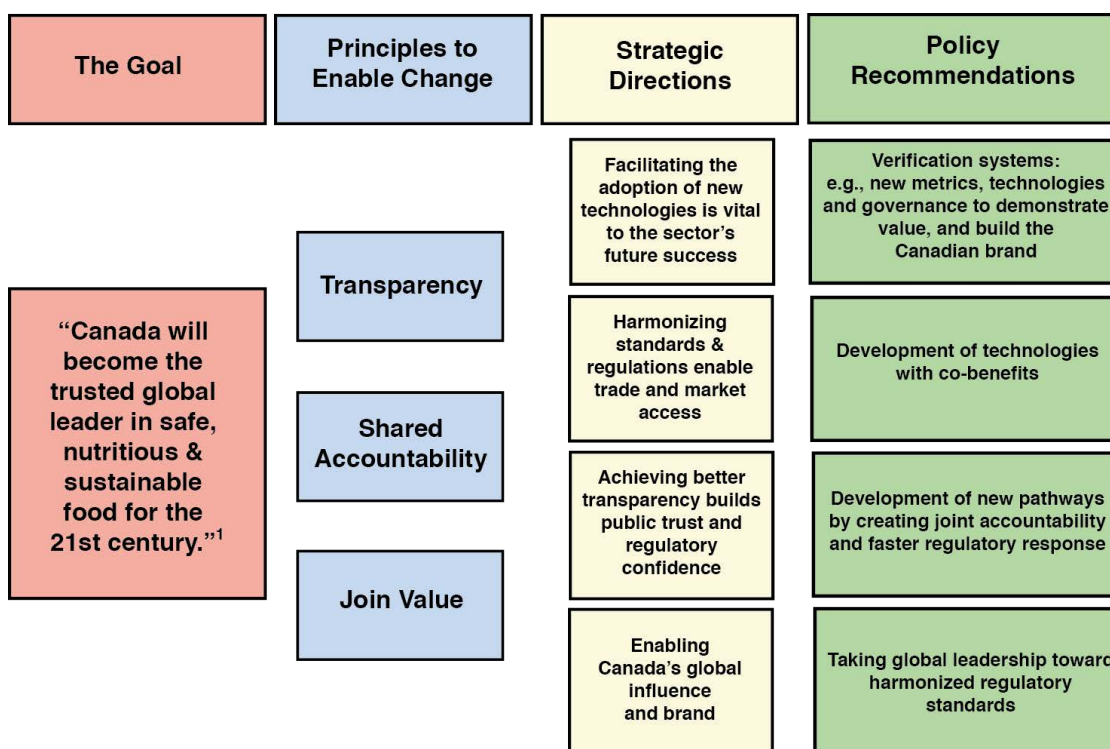 The Goal
Principles to
Enable Change
Strategic
Directions
Policy
Recommendations
“Canada will
become the
trusted global
leader in safe,
nutritious &
sustainable
food for the
21st century.”¹
Transparency
Shared
Accountability
Join Value
Facilitating the
adoption of new
technologies is vital
to the sector’s
future success
Harmonizing
standards &
regulations enable
trade and market
access
Achieving better
transparency builds
public trust and
regulatory
confidence
Enabling
Canada’s global
influence
and brand
Verification systems:
e.g., new metrics, technologies
and governance to demonstrate
value, and build the
Canadian brand
Development of technologies
with co-benefits
Development of new pathways
by creating joint accountability
and faster regulatory response
Taking global leadership toward
harmonized regulatory
standards